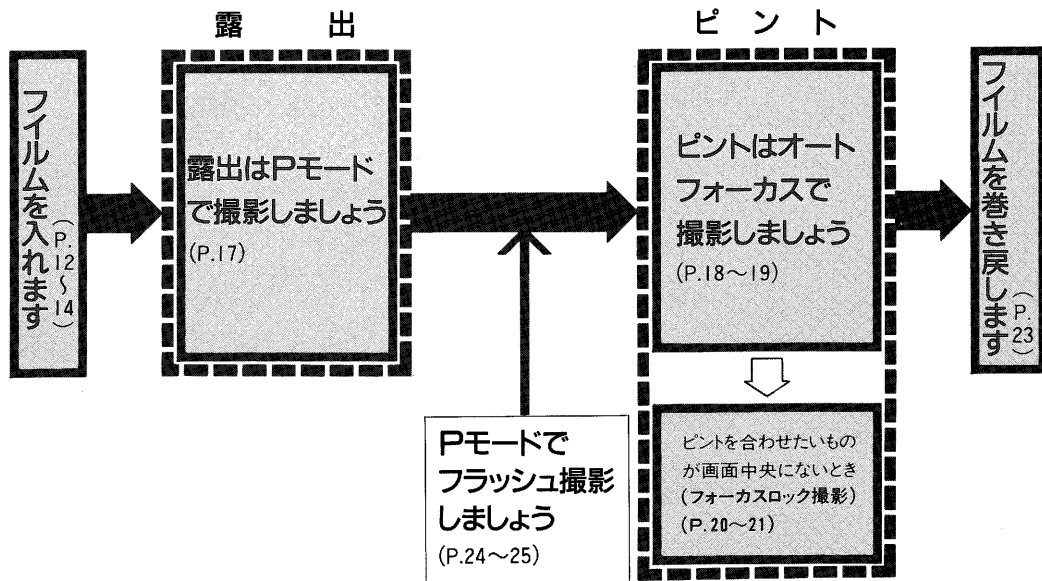 露出
ピント
フイルムを入れます
(P.12～14)
露出はPモード
で撮影しましょう
(P.17)
Pモードで
フラッシュ撮影
しましょう
(P.24～25)
ピントはオート
フォーカスで
撮影しましょう
(P.18～19)
ピントを合わせたいもの
が画面中央にないとき
(フォーカスロック撮影)
(P.20～21)
フイルムを巻き戻します
(P.23)